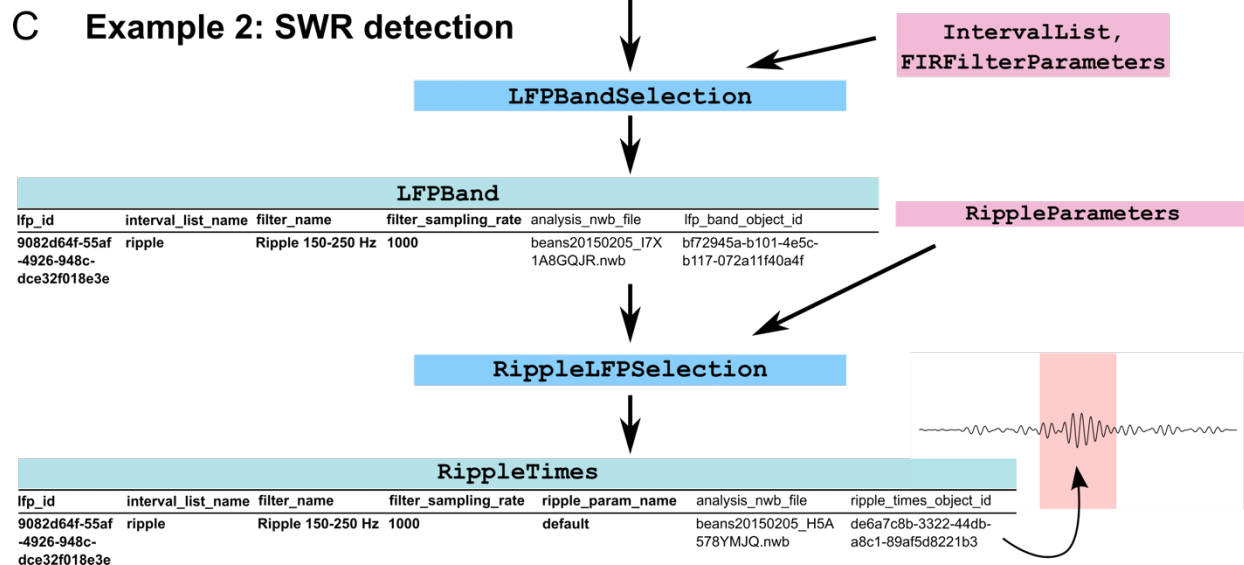 C Example 2: SWR detection
IntervalList,
FIRFilterParameters
LFPBandSelection
LFPBand
lfp_id interval_list_name filter_name filter_sampling_rate analysis_nwb_file lfp_band_object_id
9082d64f-55af ripple Ripple 150-250 Hz 1000 beans20150205_I7X bf72945a-b101-4e5c-
-4926-948c- 1A8GQJR.nwb b117-072a11f40a4f
dce32f018e3e
RippleParameters
RippleLFPSelection
RippleTimes
lfp_id interval_list_name filter_name filter_sampling_rate ripple_param_name analysis_nwb_file ripple_times_object_id
9082d64f-55af ripple Ripple 150-250 Hz 1000 default beans20150205_H5A de6a7c8b-3322-44db-
-4926-948c- 578YMJQ.nwb a8c1-89af5d8221b3
dce32f018e3e